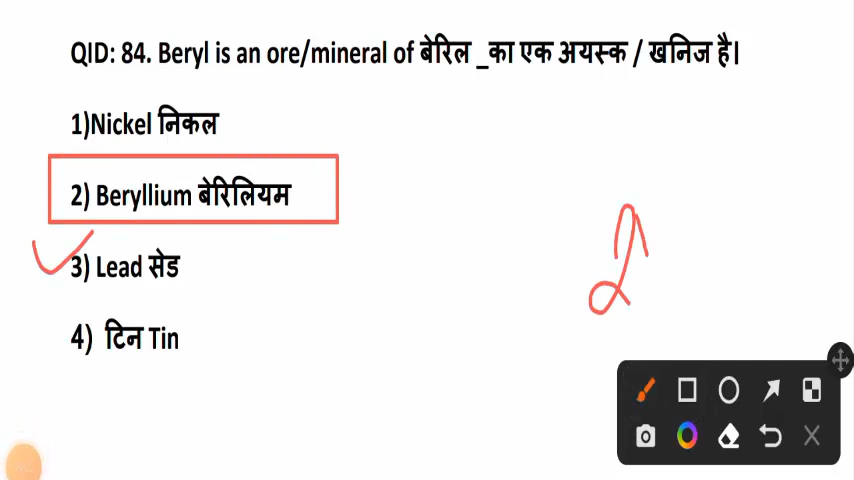 QID: 84. Beryl is an ore/mineral of बेरिल _का एक अयस्क / खनिज है।
1)Nickel निकल
2) Beryllium बेरिलियम
3) Lead सेड
4) टिन Tin
2